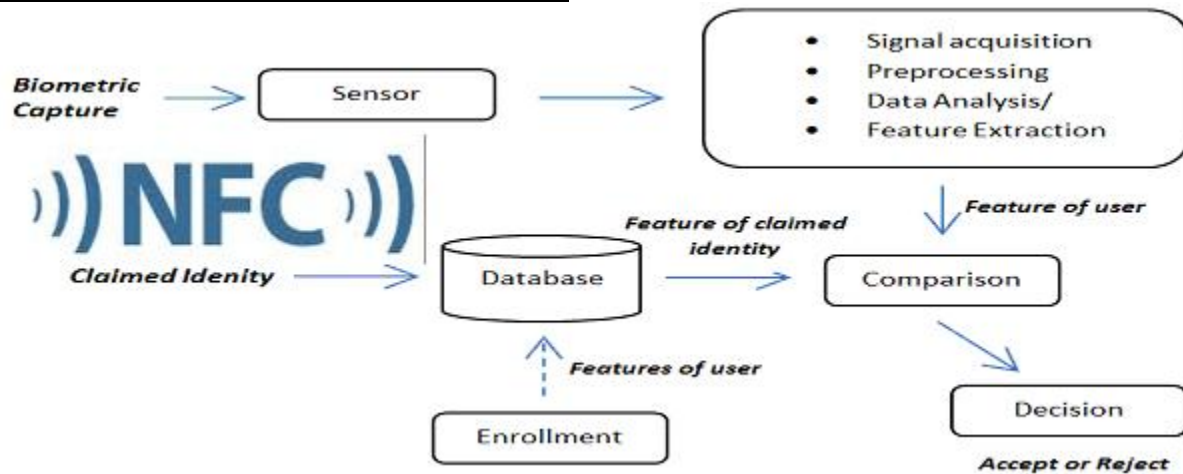 Biometric
Capture
Sensor
• Signal acquisition
• Preprocessing
• Data Analysis/
• Feature Extraction
NFC
Feature of user
Feature of claimed
identity
Claimed Idenity
Database
Comparison
Features of user
Enrollment
Decision
Accept or Reject